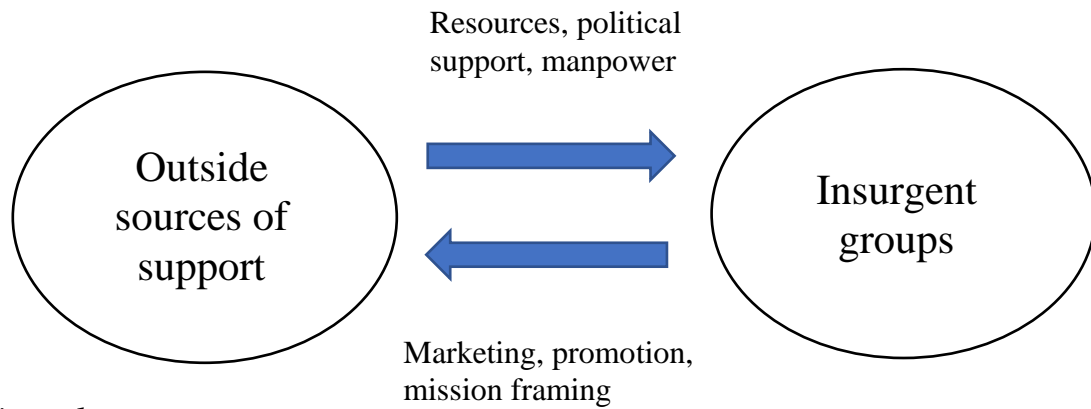 Resources, political
support, manpower
Outside
sources of
support
Insurgent
groups
Marketing, promotion,
mission framing